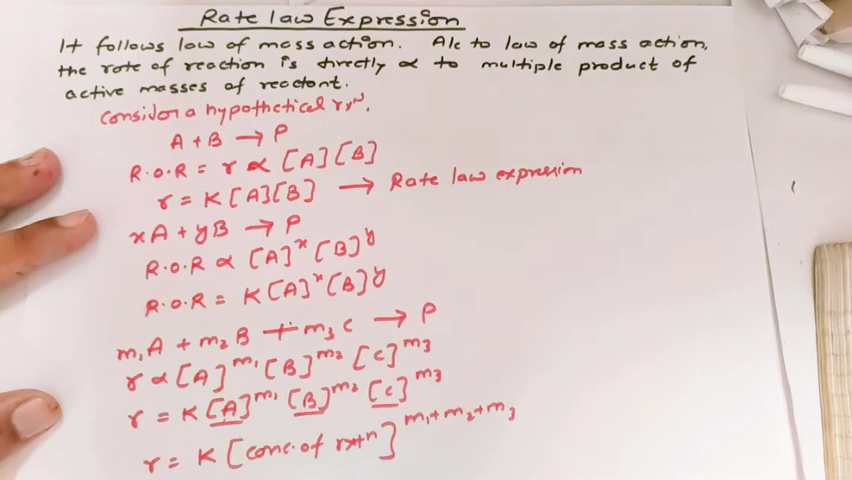 Rate law Expression
It follows law of mass action. A/c to law of mass action,
the rate of reaction is directly ∝ to multiple product of
active masses of reactant.
Consider a hypothetical rxⁿ.
A + B → P
R.O.R = r ∝ [A][B]
r = K[A][B] → Rate law expression
xA + yB → P
R.O.R ∝ [A]ˣ [B]ʸ
R.O.R = K[A]ˣ[B]ʸ
m₁A + m₂B + m₃C → P
r ∝ [A]^m₁ [B]^m₂ [C]^m₃
r = K[A]^m₁ [B]^m₂ [C]^m₃
r = K [conc. of rxtn]^m₁+m₂+m₃